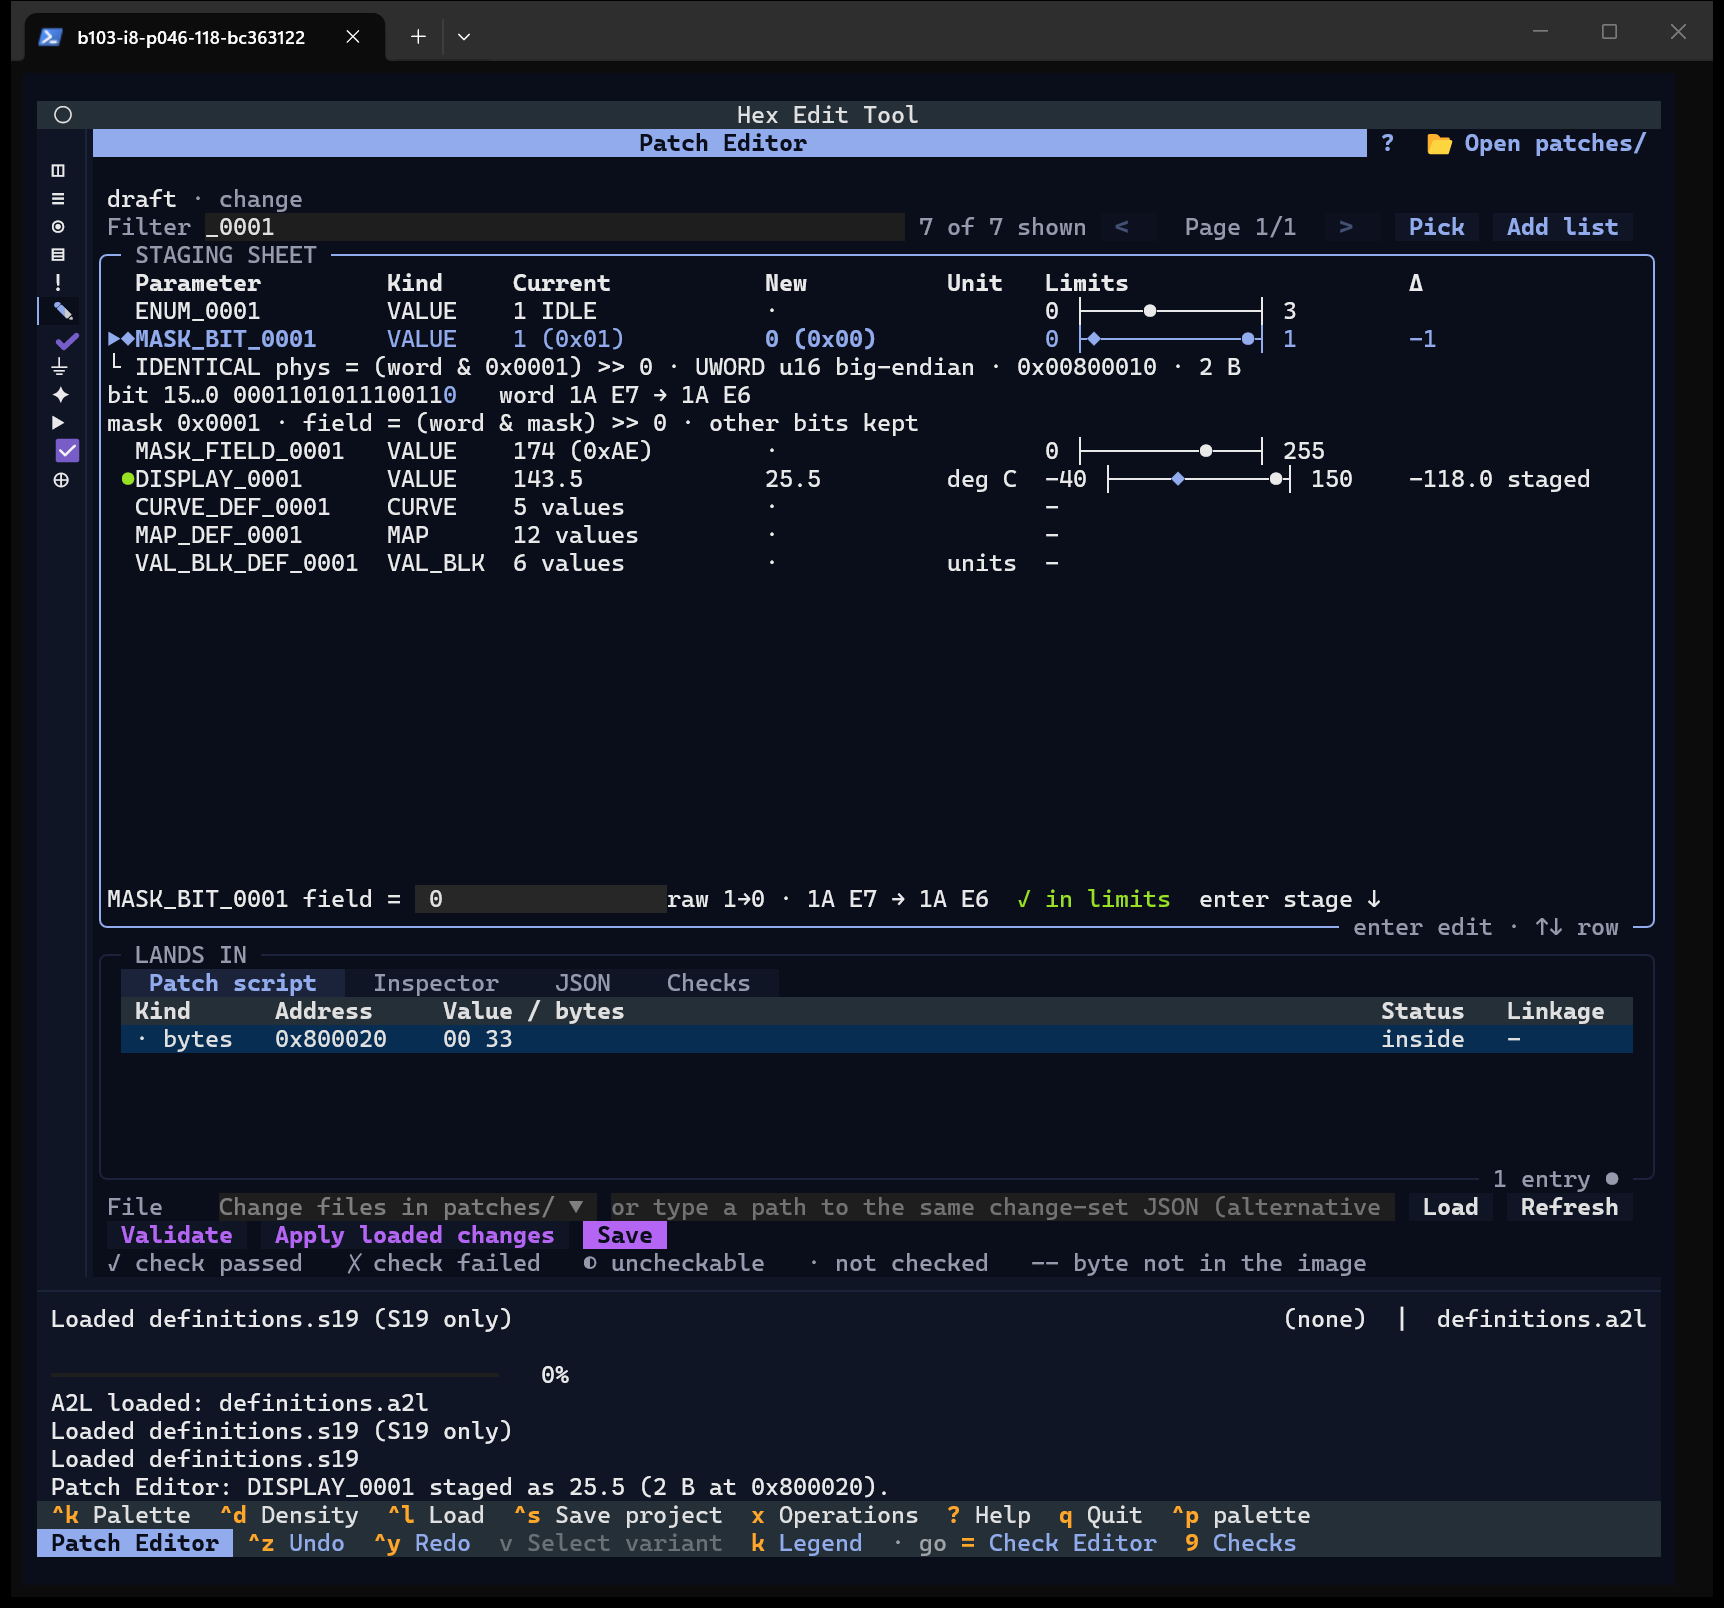 b103-i8-p046-118-bc363122
Hex Edit Tool
Patch Editor ? Open patches/
draft · change
Filter _0001 7 of 7 shown < Page 1/1 > Pick Add list
STAGING SHEET
Parameter Kind Current New Unit Limits Δ
ENUM_0001 VALUE 1 IDLE · 0 3
▶◆MASK_BIT_0001 VALUE 1 (0x01) 0 (0x00) 0 1 −1
└ IDENTICAL phys = (word & 0x0001) >> 0 · UWORD u16 big-endian · 0x00800010 · 2 B
bit 15…0 0001101011100110 word 1A E7 → 1A E6
mask 0x0001 · field = (word & mask) >> 0 · other bits kept
MASK_FIELD_0001 VALUE 174 (0xAE) · 0 255
●DISPLAY_0001 VALUE 143.5 25.5 deg C −40 150 −118.0 staged
CURVE_DEF_0001 CURVE 5 values · −
MAP_DEF_0001 MAP 12 values · −
VAL_BLK_DEF_0001 VAL_BLK 6 values · units −
MASK_BIT_0001 field = 0 raw 1→0 · 1A E7 → 1A E6 √ in limits enter stage ↓
enter edit · ↑↓ row
LANDS IN
Patch script Inspector JSON Checks
Kind Address Value / bytes Status Linkage
· bytes 0x800020 00 33 inside −
1 entry ●
File Change files in patches/ ▼ or type a path to the same change-set JSON (alternative Load Refresh
Validate Apply loaded changes Save
√ check passed ╳ check failed ◐ uncheckable · not checked −− byte not in the image
Loaded definitions.s19 (S19 only) (none) | definitions.a2l
0%
A2L loaded: definitions.a2l
Loaded definitions.s19 (S19 only)
Loaded definitions.s19
Patch Editor: DISPLAY_0001 staged as 25.5 (2 B at 0x800020).
^k Palette ^d Density ^l Load ^s Save project x Operations ? Help q Quit ^p palette
Patch Editor ^z Undo ^y Redo v Select variant k Legend · go = Check Editor 9 Checks